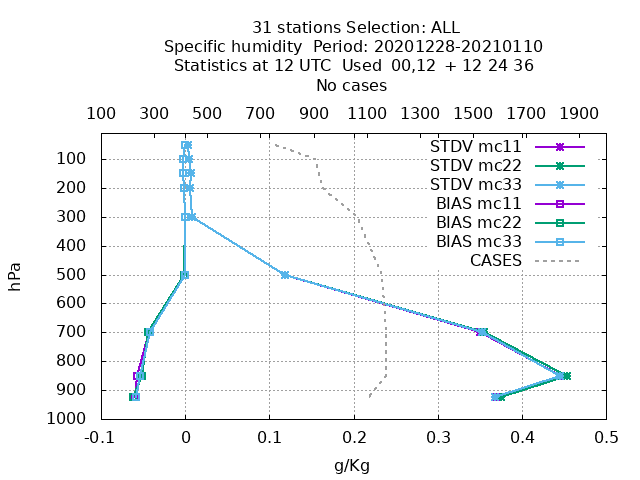 31 stations Selection: ALL
Specific humidity  Period: 20201228-20210110
Statistics at 12 UTC  Used  00,12  + 12 24 36
No cases
100 300 500 700 900 1100 1300 1500 1700 1900
STDV mc11
STDV mc22
STDV mc33
BIAS mc11
BIAS mc22
BIAS mc33
CASES
100
200
300
400
500
600
700
800
900
1000
hPa
-0.1 0 0.1 0.2 0.3 0.4 0.5
g/Kg